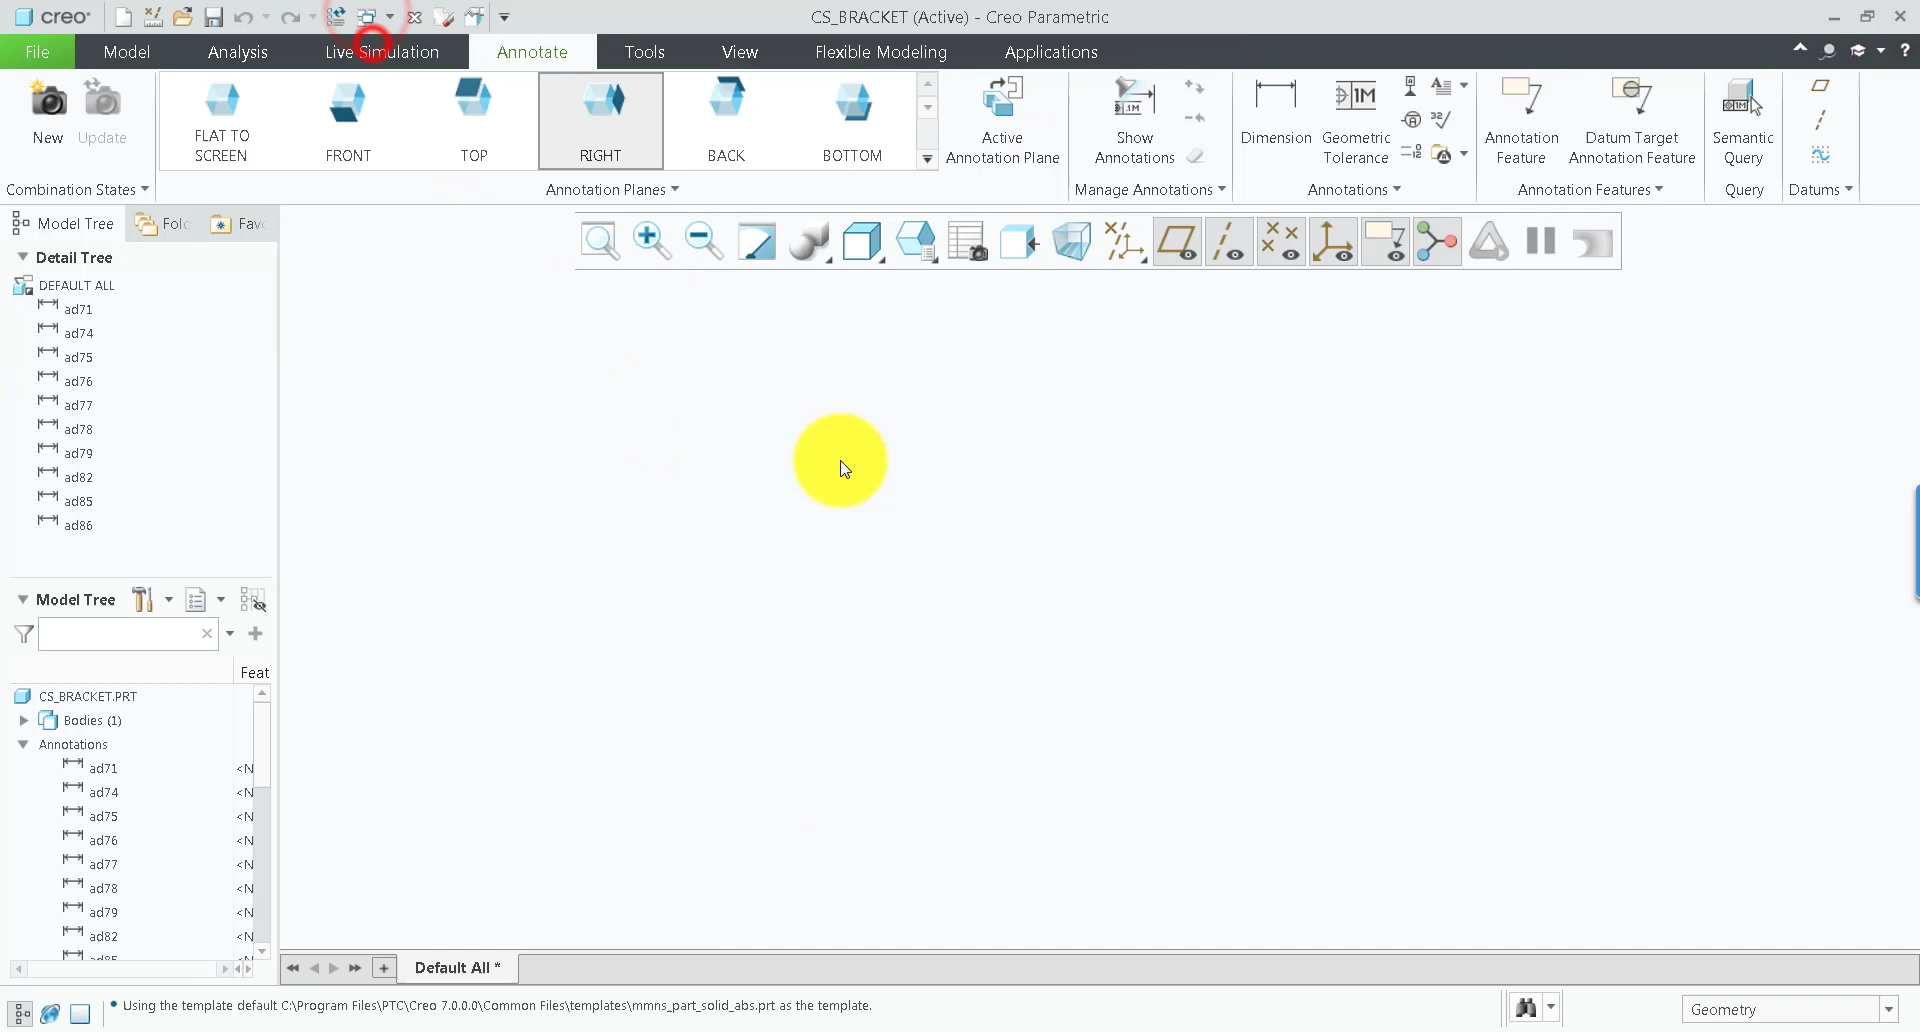 creo
CS_BRACKET (Active) - Creo Parametric
File
Model
Analysis
Live Simulation
Annotate
Tools
View
Flexible Modeling
Applications
New
Update
FLAT TO
SCREEN
FRONT
TOP
RIGHT
BACK
BOTTOM
Active
Annotation Plane
Show
Annotations
Dimension
Geometric
Tolerance
Annotation
Feature
Datum Target
Annotation Feature
Semantic
Query
Combination States
Annotation Planes
Manage Annotations
Annotations
Annotation Features
Query
Datums
Model Tree
Fol
Fav
Detail Tree
DEFAULT ALL
ad71
ad74
ad75
ad76
ad77
ad78
ad79
ad82
ad85
ad86
Model Tree
Feat
CS_BRACKET.PRT
Bodies (1)
Annotations
ad71 <N
ad74 <N
ad75 <N
ad76 <N
ad77 <N
ad78 <N
ad79 <N
ad82 <N
Default All *
Using the template default C:\Program Files\PTC\Creo 7.0.0.0\Common Files\templates\mmns_part_solid_abs.prt as the template.
Geometry